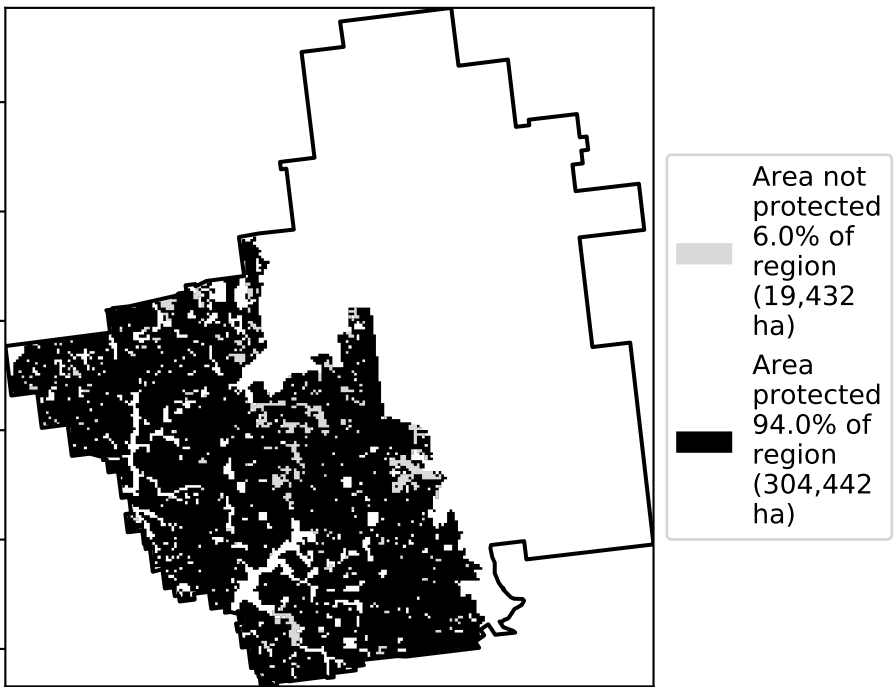 Area not
protected
6.0% of
region
(19,432
ha)
Area
protected
94.0% of
region
(304,442
ha)